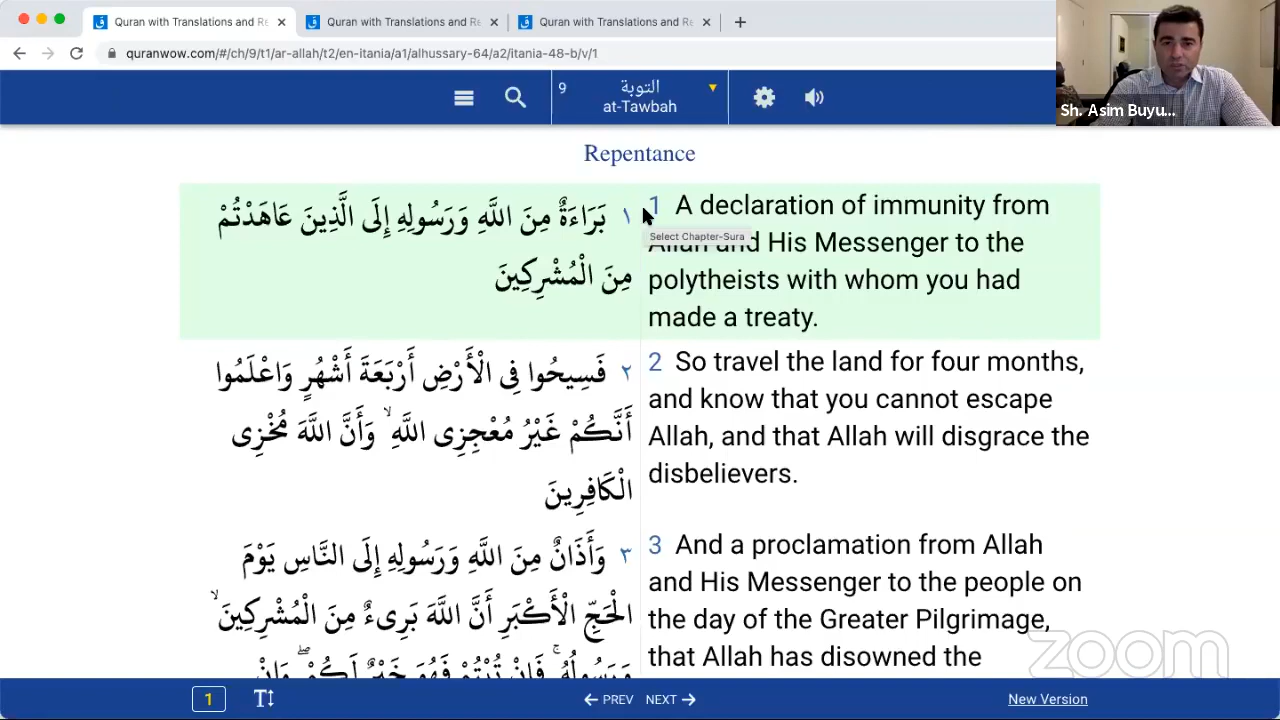 Quran with Translations and Re
Quran with Translations and Re
Quran with Translations and Re
quranwow.com/#/ch/9/t1/ar-allah/t2/en-itania/a1/alhussary-64/a2/itania-48-b/v/1
9
التوبة
at-Tawbah
Sh. Asim Buyu...
Repentance
١ بَرَاءَةٌ مِنَ اللَّهِ وَرَسُولِهِ إِلَى الَّذِينَ عَاهَدْتُمْ
مِنَ الْمُشْرِكِينَ
1 A declaration of immunity from
Allah and His Messenger to the
polytheists with whom you had
made a treaty.
Select Chapter-Sura
٢ فَسِيحُوا فِى الْأَرْضِ أَرْبَعَةَ أَشْهُرٍ وَاعْلَمُوا
أَنَّكُمْ غَيْرُ مُعْجِزِى اللَّهِ ۙ وَأَنَّ اللَّهَ مُخْزِى
الْكَافِرِينَ
2 So travel the land for four months,
and know that you cannot escape
Allah, and that Allah will disgrace the
disbelievers.
٣ وَأَذَانٌ مِنَ اللَّهِ وَرَسُولِهِ إِلَى النَّاسِ يَوْمَ
الْحَجِّ الْأَكْبَرِ أَنَّ اللَّهَ بَرِىءٌ مِنَ الْمُشْرِكِينَ ۙ
وَرَسُولُهُ ۚ فَإِنْ تُبْتُمْ فَهُوَ خَيْرٌ لَكُمْ ۖ وَإِنْ
3 And a proclamation from Allah
and His Messenger to the people on
the day of the Greater Pilgrimage,
that Allah has disowned the
zoom
1
PREV
NEXT
New Version